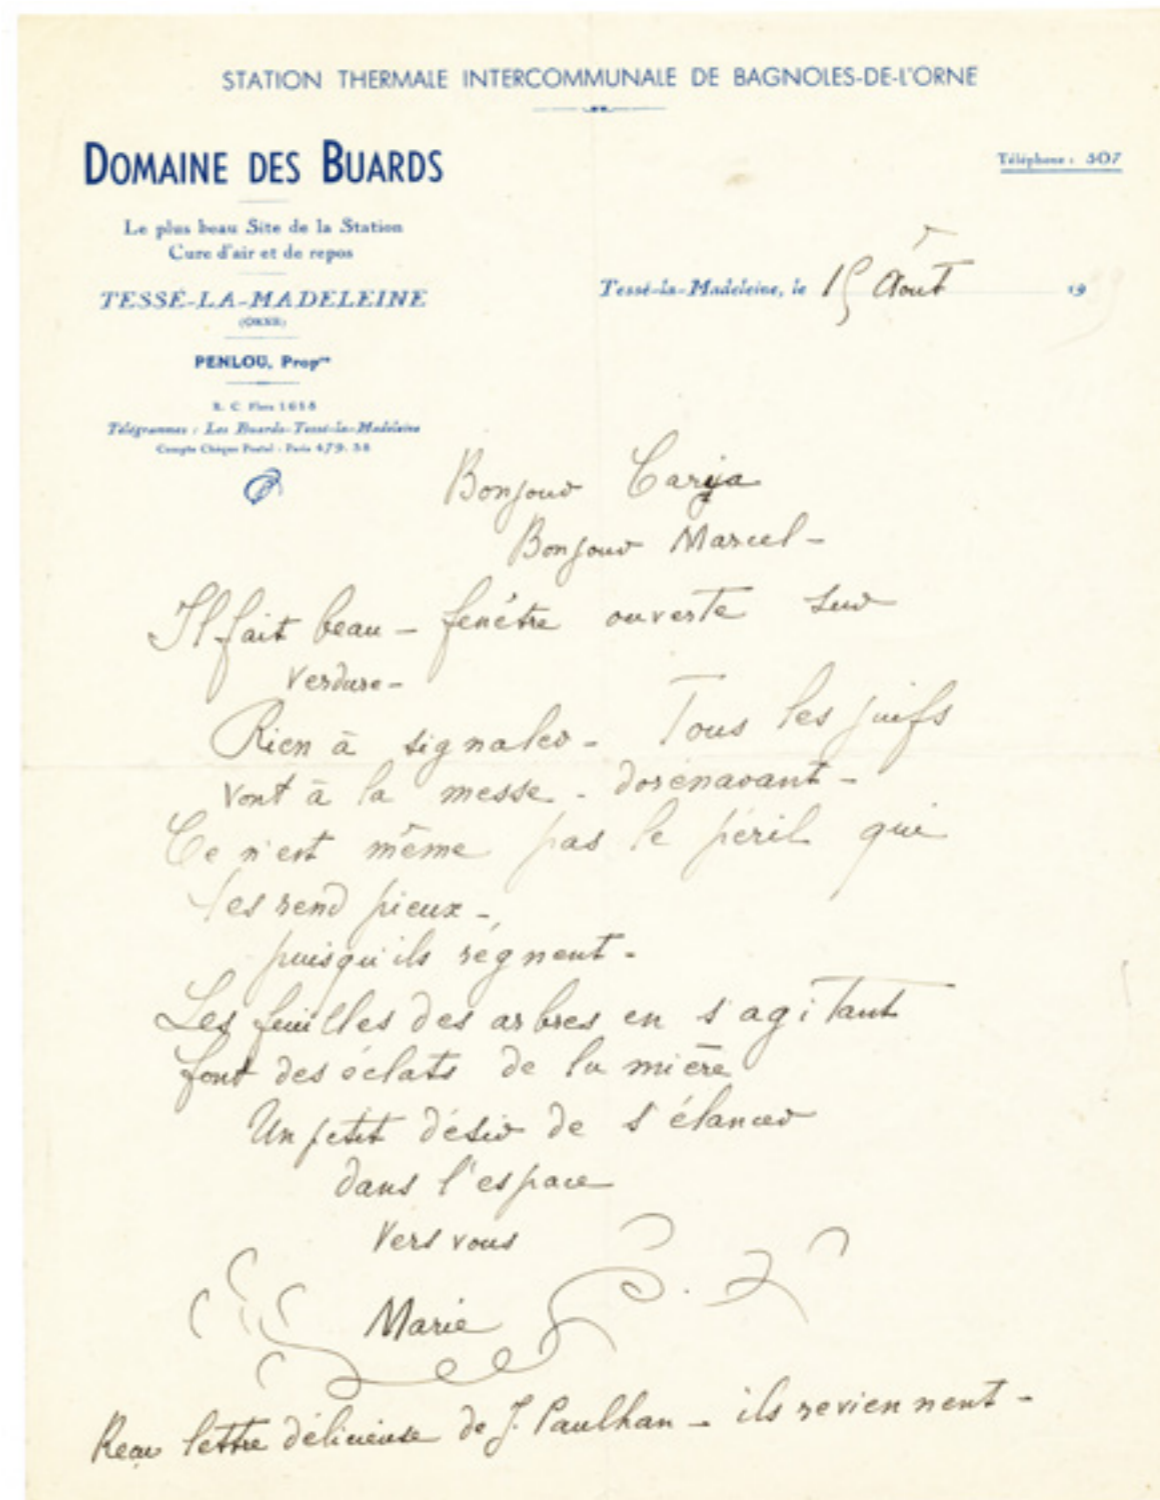 STATION THERMALE INTERCOMMUNALE DE BAGNOLES-DE-L'ORNE
DOMAINE DES BUARDS
Téléphone : 307
Le plus beau Site de la Station
Cure d'air et de repos
TESSÉ-LA-MADELEINE
(ORNE)
Tessé-la-Madeleine, le 15 Août 19
PENLOU, Propre
R. C. Flers 1618
Télégrammes : Les Buards-Tessé-la-Madeleine
Compte Chèque Postal - Paris 479.38
Bonjour Carya
Bonjour Marcel -
Il fait beau - fenêtre ouverte sur
verdure -
Rien à signaler - Tous les juifs
vont à la messe - dorénavant -
Ce n'est même pas le péril qui
les rend pieux -
puisqu'ils règnent -
Les feuilles des arbres en s'agitant
font des éclats de lumière
Un petit désir de s'élancer
dans l'espace
vers vous
Marie
Reçu lettre délicieuse de J. Paulhan - ils reviennent -